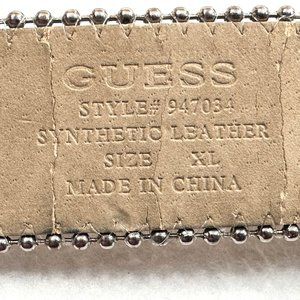 GUESS
STYLE# 947034
SYNTHETIC LEATHER
SIZE XL
MADE IN CHINA